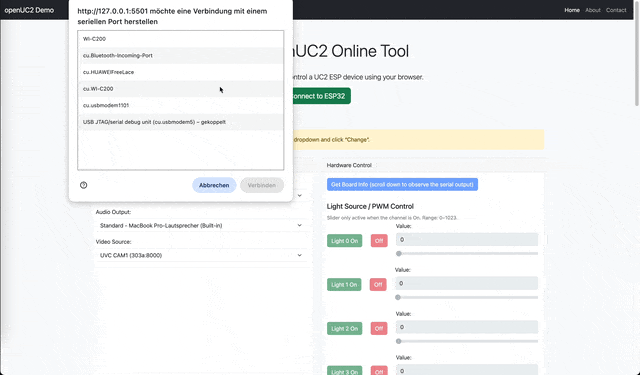 openUC2 Demo
Home
About
Contact
http://127.0.0.1:5501 möchte eine Verbindung mit einem
seriellen Port herstellen
WI-C200
cu.Bluetooth-Incoming-Port
cu.HUAWEIFreeLace
cu.WI-C200
cu.usbmodem1101
USB JTAG/serial debug unit (cu.usbmodem5) – gekoppelt
Abbrechen
Verbinden
UC2 Online Tool
ontrol a UC2 ESP device using your browser.
onnect to ESP32
dropdown and click "Change".
Audio Output:
Standard - MacBook Pro-Lautsprecher (Built-in)
Video Source:
UVC CAM1 (303a:8000)
Hardware Control
Get Board Info (scroll down to observe the serial output)
Light Source / PWM Control
Slider only active when the channel is On. Range: 0–1023.
Value:
Light 0 On
Off
0
Value:
Light 1 On
Off
0
Value:
Light 2 On
Off
0
Value:
Light 3 On
Off
0